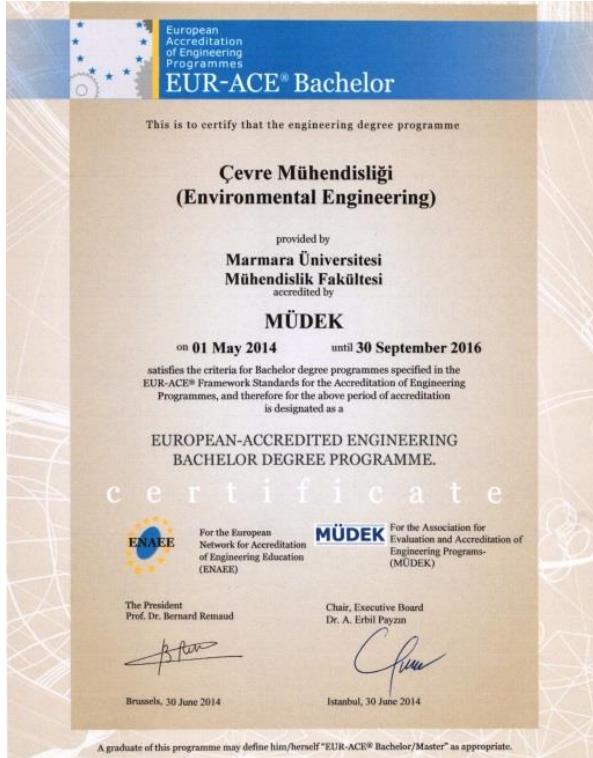 European
Accreditation
of Engineering
Programmes
EUR-ACE® Bachelor
This is to certify that the engineering degree programme
Çevre Mühendisliği
(Environmental Engineering)
provided by
Marmara Üniversitesi
Mühendislik Fakültesi
accredited by
MÜDEK
on 01 May 2014 until 30 September 2016
satisfies the criteria for Bachelor degree programmes specified in the
EUR-ACE® Framework Standards for the Accreditation of Engineering
Programmes, and therefore for the above period of accreditation
is designated as a
EUROPEAN-ACCREDITED ENGINEERING
BACHELOR DEGREE PROGRAMME.
certificate
ENAEE
For the European
Network for Accreditation
of Engineering Education
(ENAEE)
MÜDEK
For the Association for
Evaluation and Accreditation of
Engineering Programs-
(MÜDEK)
The President
Prof. Dr. Bernard Remaud
Chair, Executive Board
Dr. A. Erbil Payzın
Brussels, 30 June 2014
Istanbul, 30 June 2014
A graduate of this programme may define him/herself "EUR-ACE® Bachelor/Master" as appropriate.